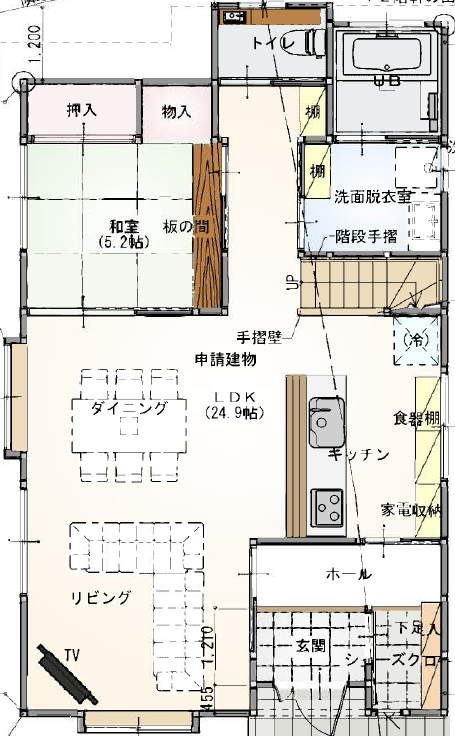 トイレ
1,200
UB
押入
物入
棚
棚
洗面脱衣室
和室
(5.2帖)
板の間
階段手摺
UP
手摺壁
(冷)
申請建物
LDK
(24.9帖)
ダイニング
食器棚
キッチン
家電収納
ホール
リビング
1,210
下足入
玄関
シューズクロ
TV
455